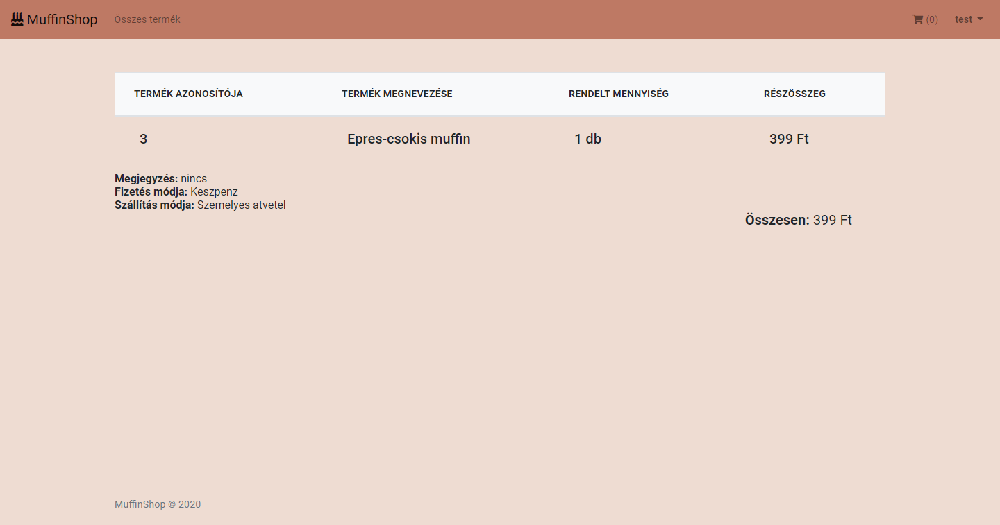 MuffinShop Összes termék (0) test
TERMÉK AZONOSÍTÓJA TERMÉK MEGNEVEZÉSE RENDELT MENNYISÉG RÉSZÖSSZEG
3 Epres-csokis muffin 1 db 399 Ft
Megjegyzés: nincs
Fizetés módja: Keszpenz
Szállítás módja: Szemelyes atvetel
Összesen: 399 Ft
MuffinShop © 2020